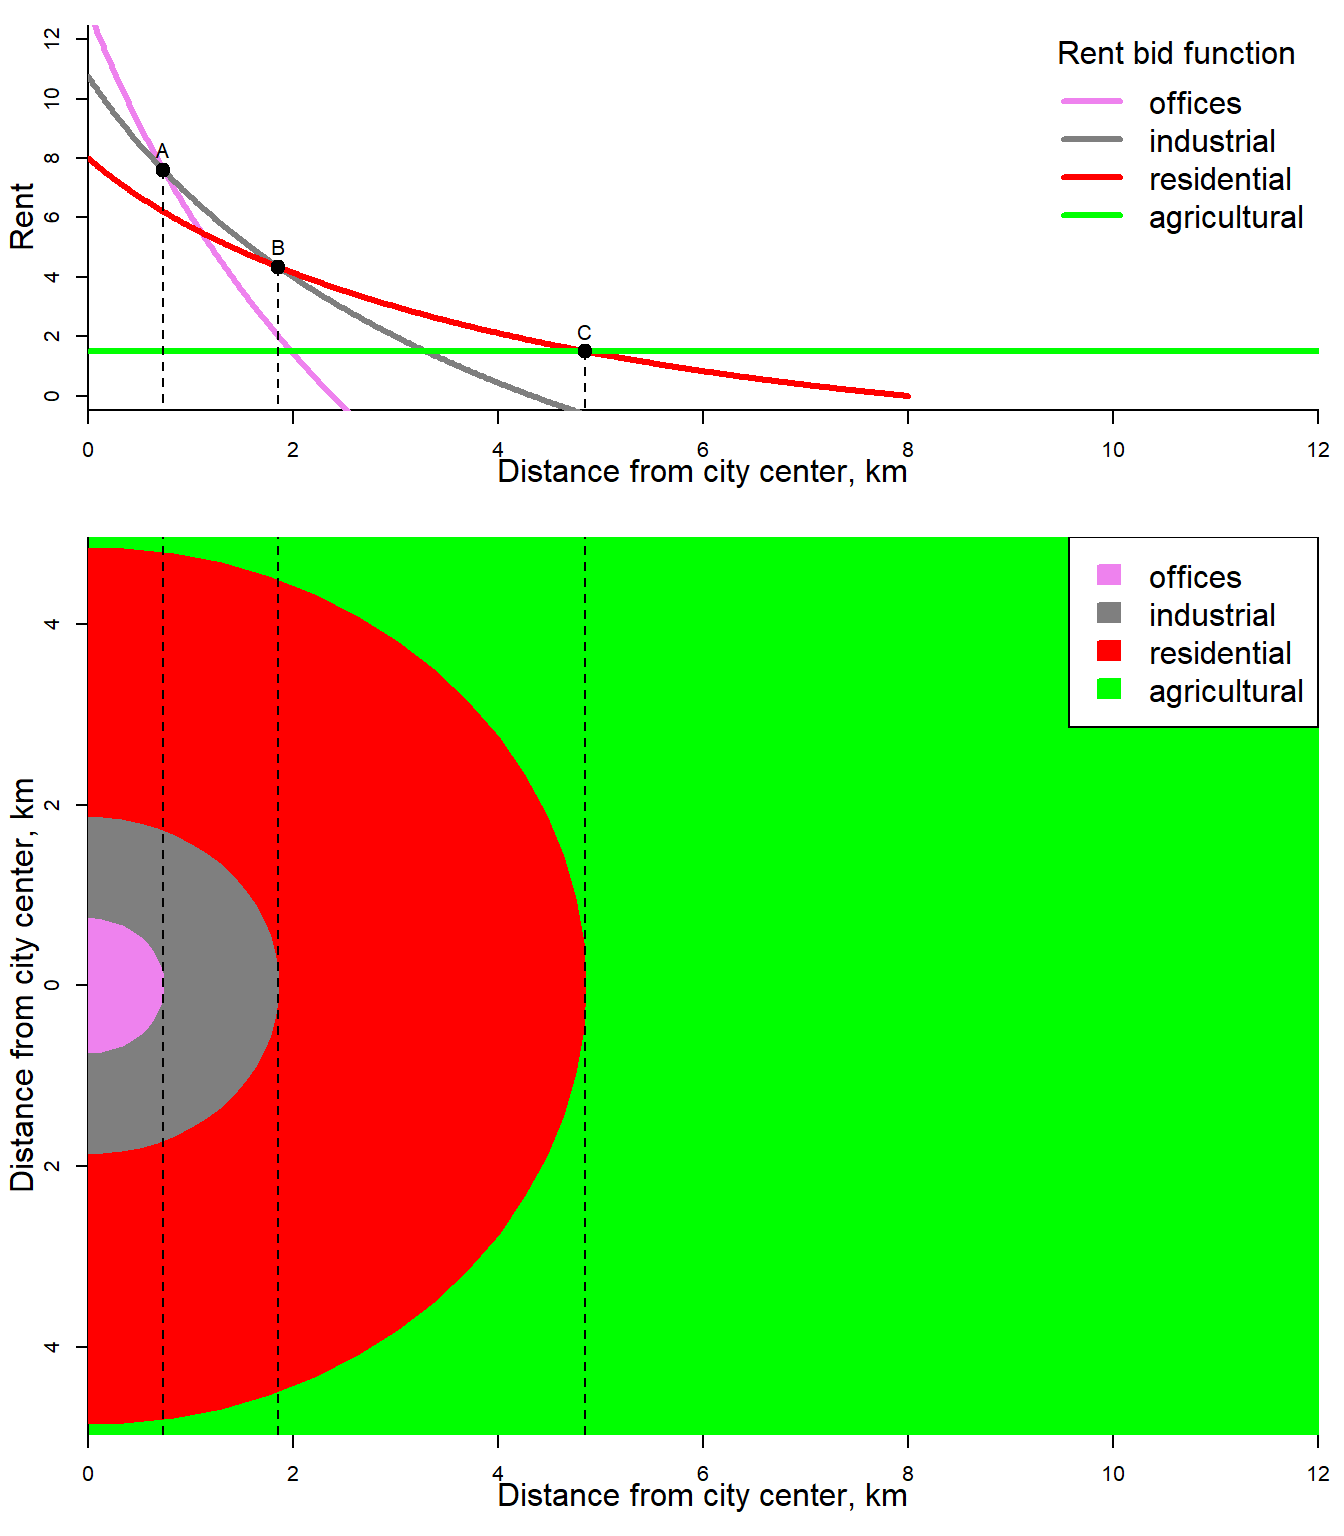 Rent bid function
offices
industrial
residential
agricultural
Rent
0 2 4 6 8 10 12
A
B
C
0 2 4 6 8 10 12
Distance from city center, km
offices
industrial
residential
agricultural
Distance from city center, km
4 2 0 2 4
0 2 4 6 8 10 12
Distance from city center, km